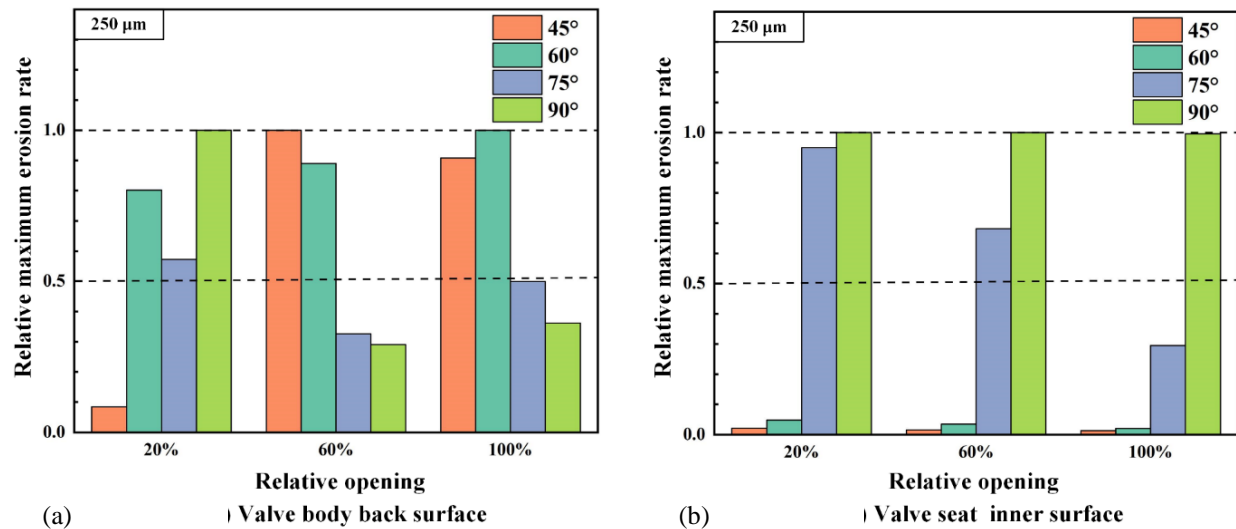 250 μm
45°
60°
75°
90°
Relative maximum erosion rate
1.0
0.5
0.0
20%
60%
100%
Relative opening
(a)
) Valve body back surface
250 μm
45°
60°
75°
90°
Relative maximum erosion rate
1.0
0.5
0.0
20%
60%
100%
Relative opening
(b)
) Valve seat inner surface